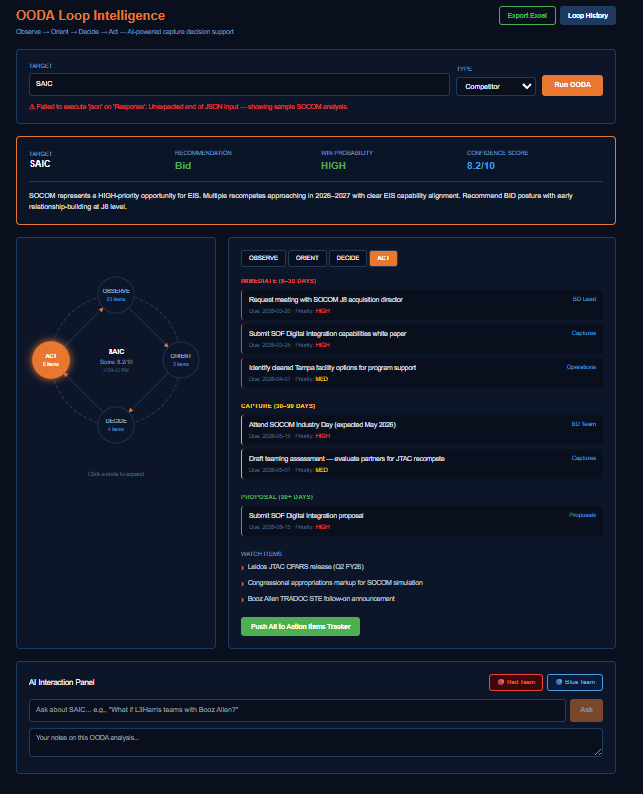 OODA Loop Intelligence
Export Excel
Loop History
Observe → Orient → Decide → Act — AI-powered capture decision support
TARGET
TYPE
SAIC
Competitor
Run OODA
⚠ Failed to execute 'json' on 'Response': Unexpected end of JSON input — showing sample SOCOM analysis.
TARGET
RECOMMENDATION
WIN PROBABILITY
CONFIDENCE SCORE
SAIC
Bid
HIGH
8.2/10
SOCOM represents a HIGH-priority opportunity for EIS. Multiple recompetes approaching in 2026–2027 with clear EIS capability alignment. Recommend BID posture with early
relationship-building at J8 level.
OBSERVE
23 items
ORIENT
3 items
DECIDE
4 items
ACT
SAIC
Score: 8.2/10
Click a node to expand
OBSERVE
ORIENT
DECIDE
ACT
IMMEDIATE (0–30 DAYS)
Request meeting with SOCOM J8 acquisition director
BD Lead
Due: 2026-03-20 Priority: HIGH
Submit SOF Digital Integration capabilities white paper
Captures
Due: 2026-03-25 Priority: HIGH
Identify cleared Tampa facility options for program support
Operations
Due: 2026-04-01 Priority: MED
CAPTURE (30–90 DAYS)
Attend SOCOM Industry Day (expected May 2026)
BD Team
Due: 2026-05-15 Priority: HIGH
Draft teaming assessment — evaluate partners for JTAC recompete
Captures
Due: 2026-05-01 Priority: MED
PROPOSAL (90+ DAYS)
Submit SOF Digital Integration proposal
Proposals
Due: 2026-06-15 Priority: HIGH
WATCH ITEMS
› Leidos JTAC CPARS release (Q2 FY26)
› Congressional appropriations markup for SOCOM simulation
› Booz Allen TRADOC STE follow-on announcement
Push All to Action Items Tracker
AI Interaction Panel
Red Team
Blue Team
Ask about SAIC... e.g., "What if L3Harris teams with Booz Allen?"
Ask
Your notes on this OODA analysis...